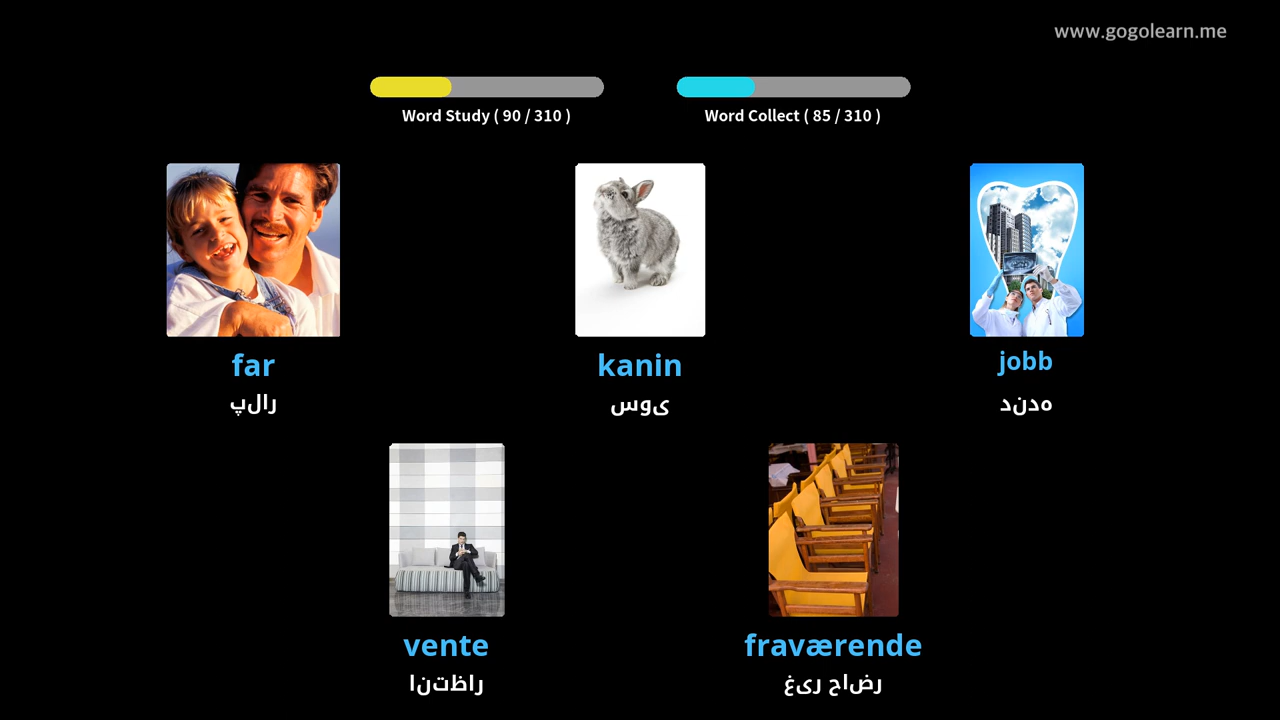 www.gogolearn.me
Word Study ( 90 / 310 )
Word Collect ( 85 / 310 )
far
kanin
jobb
رالپ
یوس
هدند
vente
fraværende
راظتنا
رضاح ریغ